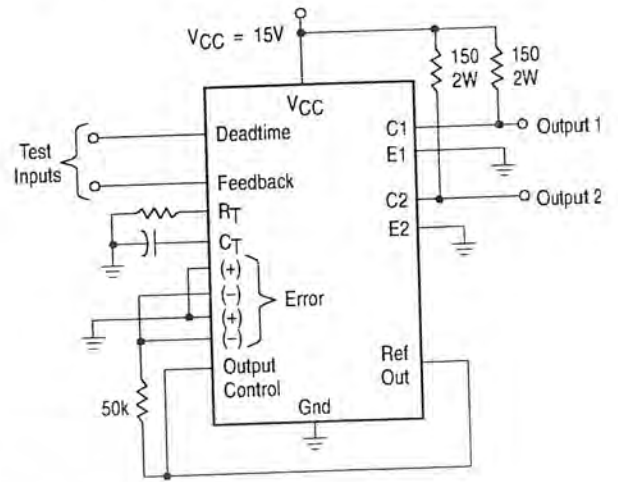 VCC = 15V
150
2W
150
2W
VCC
Test
Inputs
Deadtime
Feedback
RT
CT
(+)
(–)
(+)
(–)
Error
Output
Control
50k
Gnd
C1
E1
C2
E2
Ref
Out
Output 1
Output 2